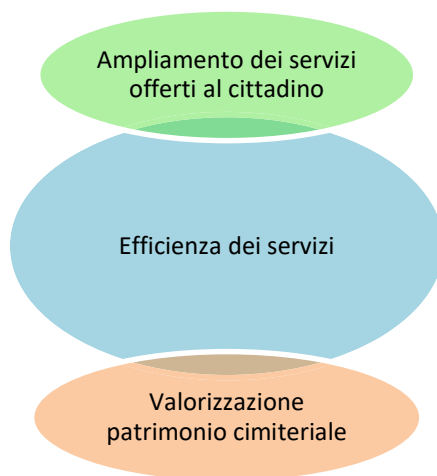 Ampliamento dei servizi
offerti al cittadino
Efficienza dei servizi
Valorizzazione
patrimonio cimiteriale